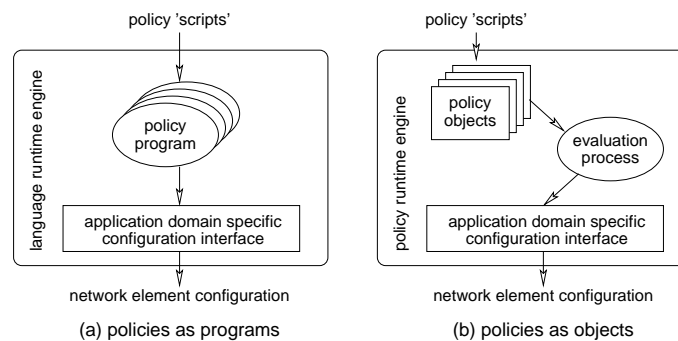 policy 'scripts'
language runtime engine
policy
program
application domain specific
configuration interface
network element configuration
(a) policies as programs
policy 'scripts'
policy runtime engine
policy
objects
evaluation
process
application domain specific
configuration interface
network element configuration
(b) policies as objects